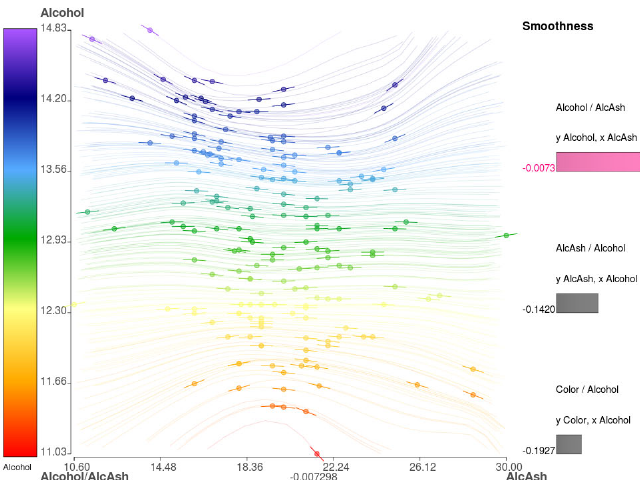 Alcohol
Smoothness
14.83
14.20
13.56
12.93
12.30
11.66
11.03
Alcohol
10.60
14.48
18.36
22.24
26.12
30.00
Alcohol/AlcAsh
-0.007298
AlcAsh
Alcohol / AlcAsh
y Alcohol, x AlcAsh
-0.0073
AlcAsh / Alcohol
y AlcAsh, x Alcohol
-0.1420
Color / Alcohol
y Color, x Alcohol
-0.1927